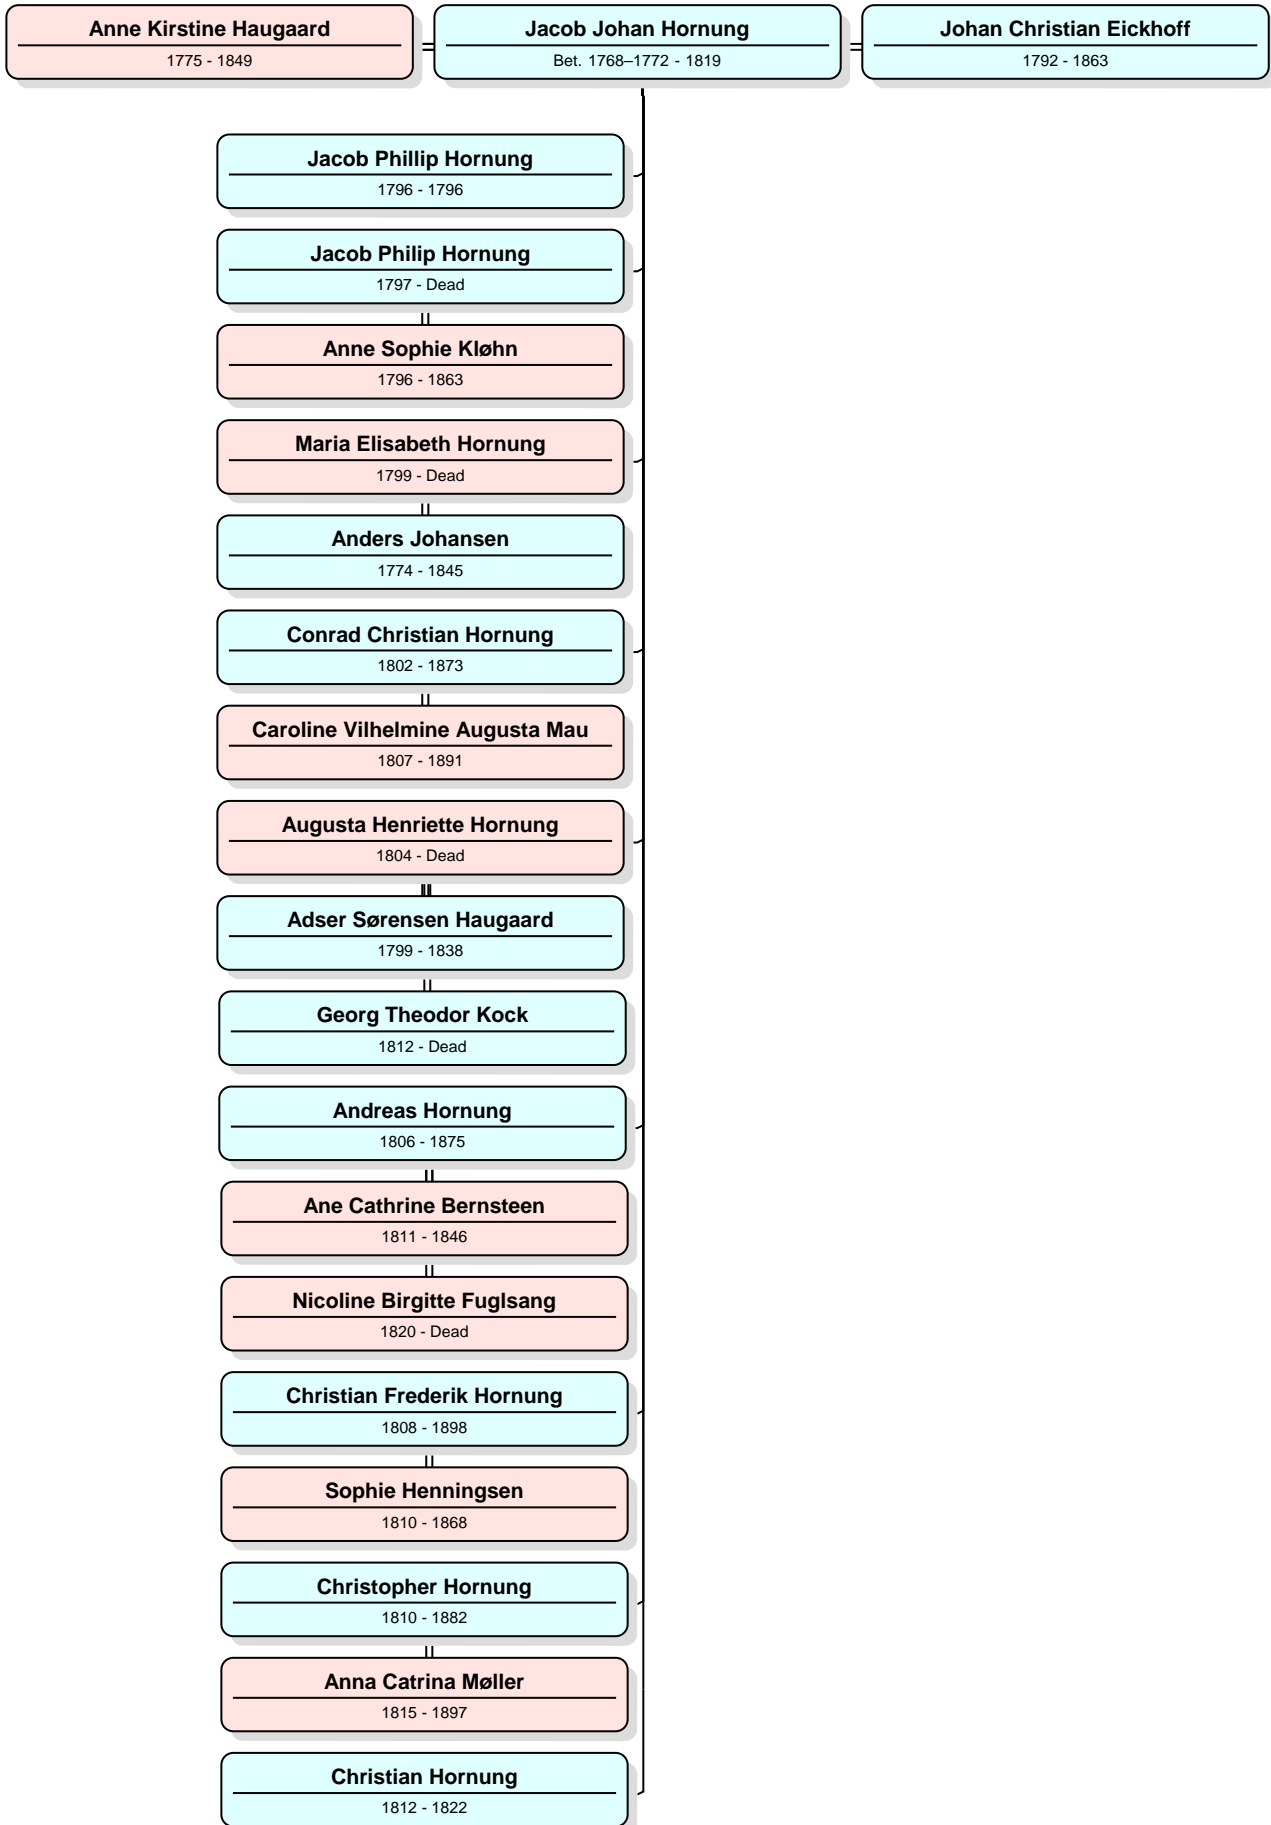 Anne Kirstine Haugaard
1775 - 1849
Jacob Johan Hornung
Bet. 1768–1772 - 1819
Johan Christian Eickhoff
1792 - 1863
Jacob Phillip Hornung
1796 - 1796
Jacob Philip Hornung
1797 - Dead
Anne Sophie Kløhn
1796 - 1863
Maria Elisabeth Hornung
1799 - Dead
Anders Johansen
1774 - 1845
Conrad Christian Hornung
1802 - 1873
Caroline Vilhelmine Augusta Mau
1807 - 1891
Augusta Henriette Hornung
1804 - Dead
Adser Sørensen Haugaard
1799 - 1838
Georg Theodor Kock
1812 - Dead
Andreas Hornung
1806 - 1875
Ane Cathrine Bernsteen
1811 - 1846
Nicoline Birgitte Fuglsang
1820 - Dead
Christian Frederik Hornung
1808 - 1898
Sophie Henningsen
1810 - 1868
Christopher Hornung
1810 - 1882
Anna Catrina Møller
1815 - 1897
Christian Hornung
1812 - 1822